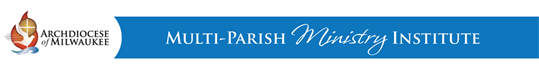 ARCHDIOCESE
of MILWAUKEE
MULTI-PARISH Ministry INSTITUTE